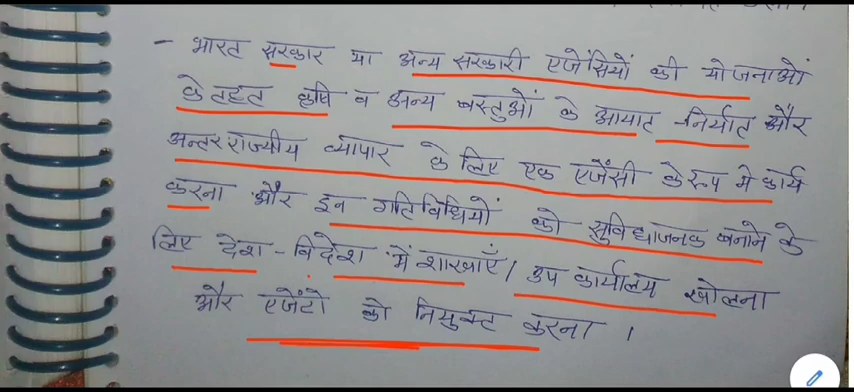 - भारत सरकार या अन्य सरकारी एजेंसियों की योजनाओं
के तहत कृषि व अन्य वस्तुओं के आयात -निर्यात और
अन्तर राज्यीय व्यापार के लिए एक एजेंसी के रूप में कार्य
करना और इन गतिविधियों को सुविधाजनक बनाने के
लिए देश - विदेश में शाखाएँ / उप कार्यालय खोलना
और एजेंटो को नियुक्त करना ।